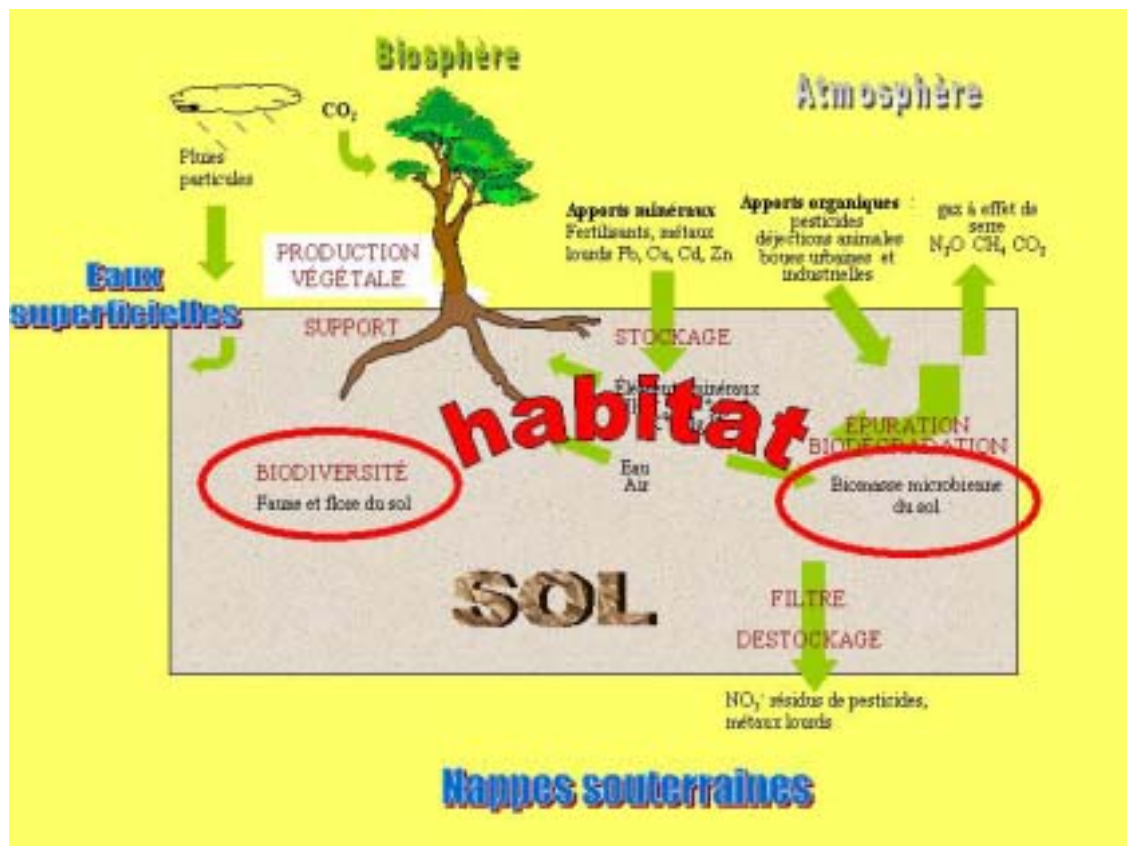 Biosphère
Atmosphère
CO₂
Pluies
particules
Apports minéraux
Fertilisants, métaux
lourds Pb, Cu, Cd, Zn
Apports organiques :
pesticides
déjections animales
boues urbaines et
industrielles
gaz à effet de
serre
N₂O CH₄ CO₂
PRODUCTION
VÉGÉTALE
Eaux
superficielles
SUPPORT
STOCKAGE
Éléments minéraux
habitat
ÉPURATION
BIODÉGRADATION
BIODIVERSITÉ
Faune et flore du sol
Eau
Air
Biomasse microbienne
du sol
SOL
FILTRE
DESTOCKAGE
NO₃⁻ résidus de pesticides,
métaux lourds
Nappes souterraines